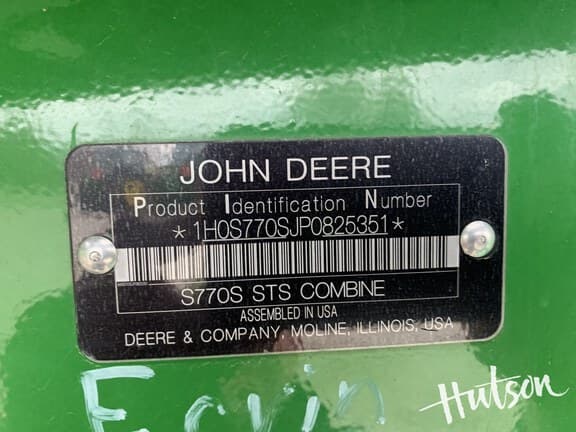 JOHN DEERE
Product Identification Number
*1H0S770SJP0825351*
S770S STS COMBINE
ASSEMBLED IN USA
DEERE & COMPANY, MOLINE, ILLINOIS, USA
Hutson